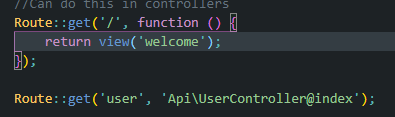 //Can do this in controllers
Route::get('/', function () {
    return view('welcome');
});
Route::get('user', 'Api\UserController@index');